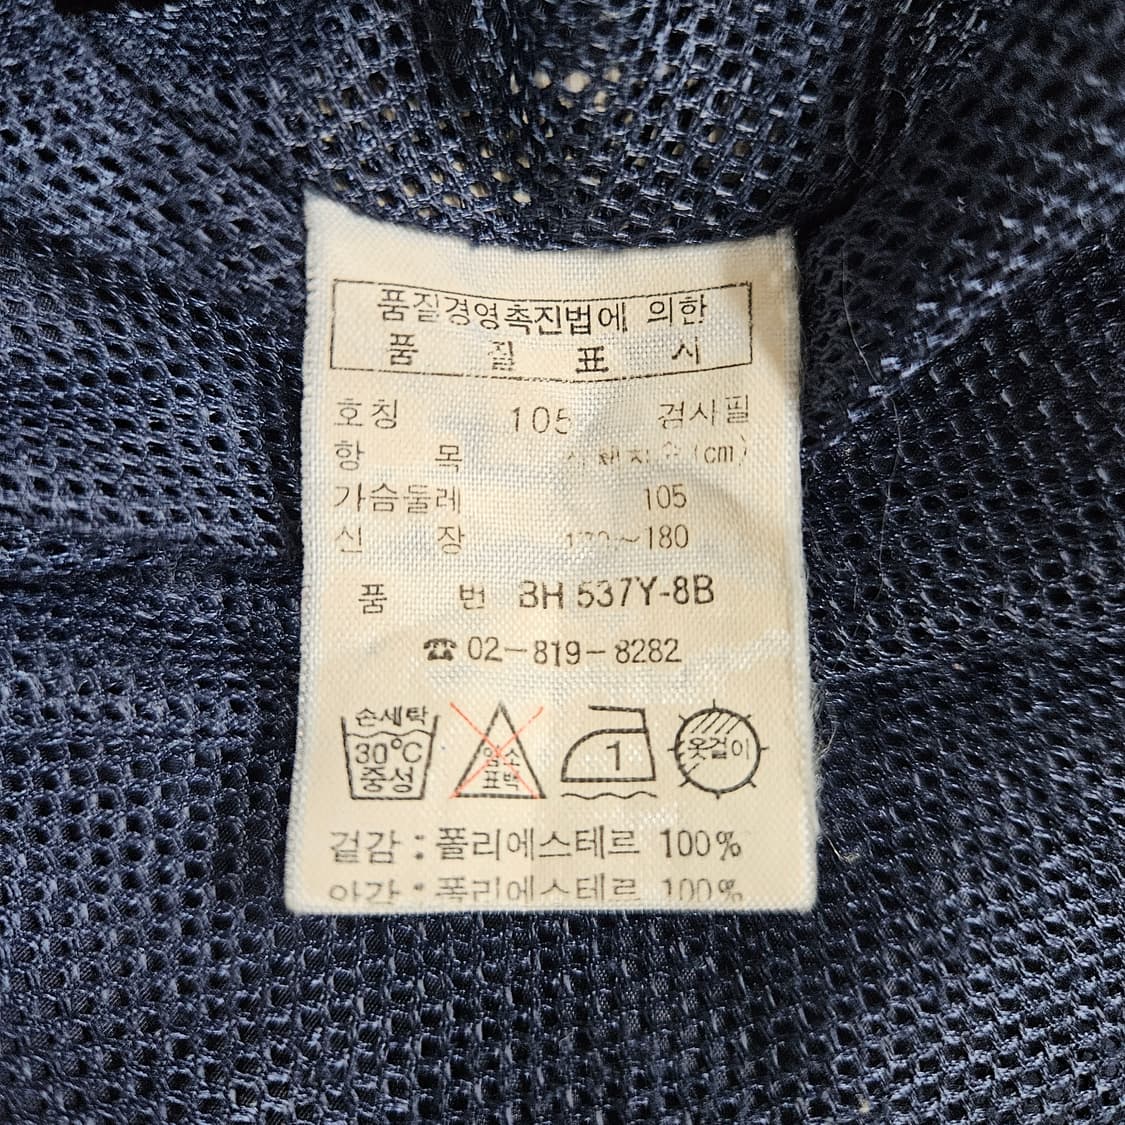 품질경영촉진법에 의한
품 질 표 시
호칭 105 검사필
항 목 (cm)
가슴둘레 105
신 장 ~180
품 번 BH 537Y-8B
☎ 02-819-8282
손세탁
30℃
중성
염소
표백
1
옷걸이
겉감 : 폴리에스테르 100%
안감 : 폴리에스테르 100%